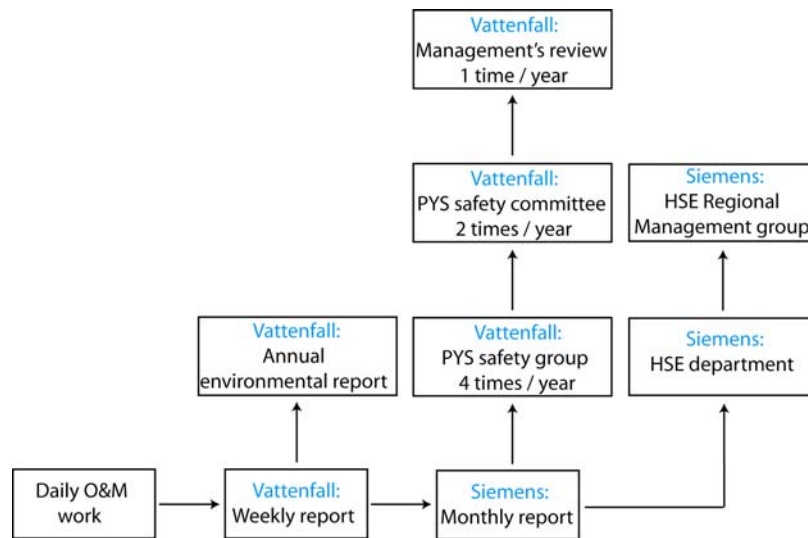 Vattenfall:
Management’s review
1 time / year
Vattenfall:
PYS safety committee
2 times / year
Siemens:
HSE Regional
Management group
Vattenfall:
Annual
environmental report
Vattenfall:
PYS safety group
4 times / year
Siemens:
HSE department
Daily O&M
work
Vattenfall:
Weekly report
Siemens:
Monthly report